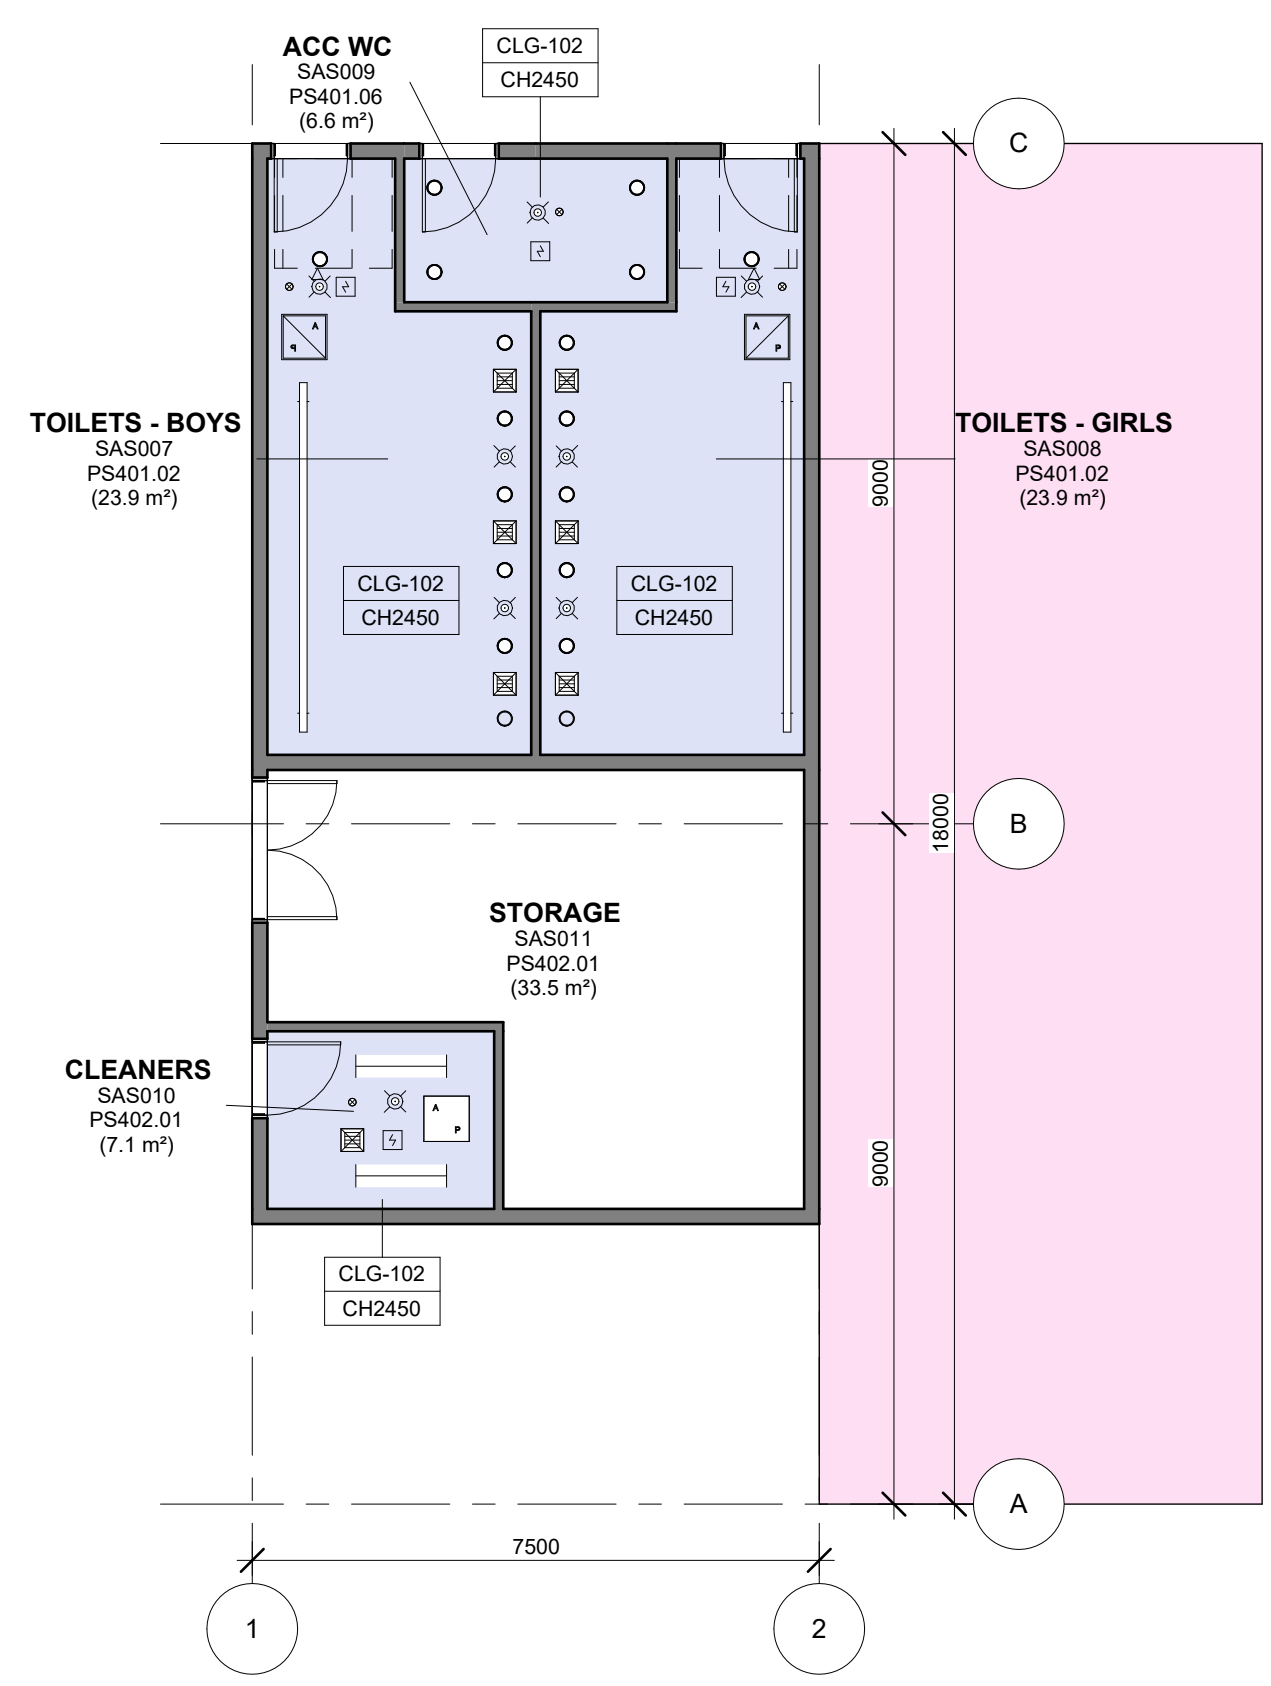 ACC WC
SAS009
PS401.06
(6.6 m²)
CLG-102
CH2450
C
A
P
A
P
TOILETS - BOYS
SAS007
PS401.02
(23.9 m²)
TOILETS - GIRLS
SAS008
PS401.02
(23.9 m²)
9000
CLG-102
CH2450
CLG-102
CH2450
18000
B
STORAGE
SAS011
PS402.01
(33.5 m²)
CLEANERS
SAS010
PS402.01
(7.1 m²)
A
P
9000
CLG-102
CH2450
A
7500
1
2